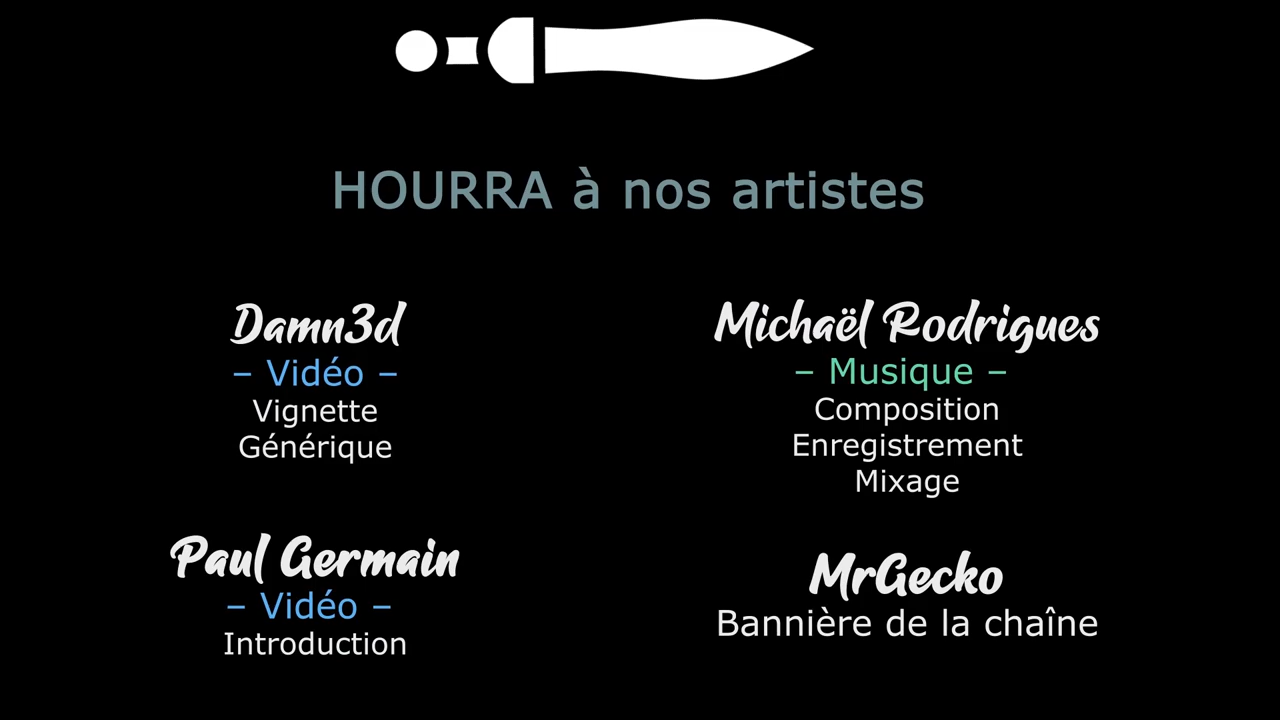 HOURRA à nos artistes
Damn3d
– Vidéo –
Vignette
Générique
Michaël Rodrigues
– Musique –
Composition
Enregistrement
Mixage
Paul Germain
– Vidéo –
Introduction
MrGecko
Bannière de la chaîne